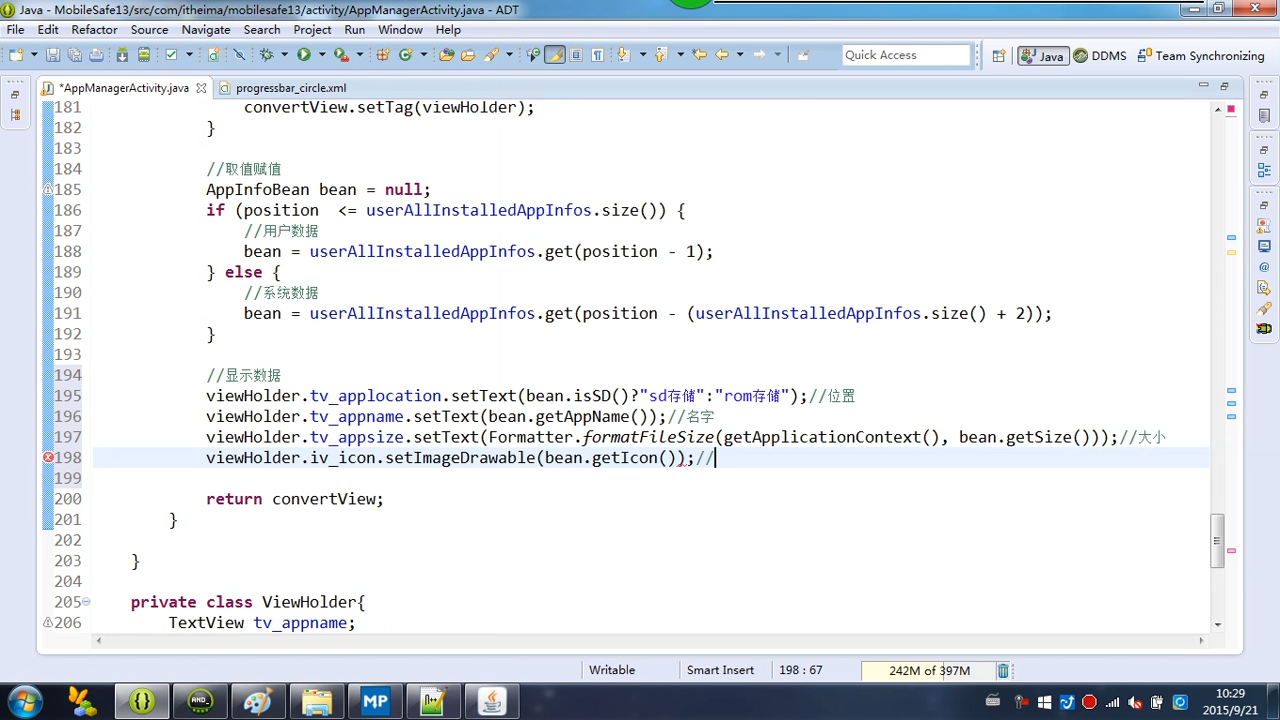 Java - MobileSafe13/src/com/itheima/mobilesafe13/activity/AppManagerActivity.java - ADT
File Edit Refactor Source Navigate Search Project Run Window Help
Quick Access Java DDMS Team Synchronizing
*AppManagerActivity.java progressbar_circle.xml
181 convertView.setTag(viewHolder);
182 }
183
184 //取值赋值
185 AppInfoBean bean = null;
186 if (position <= userAllInstalledAppInfos.size()) {
187 //用户数据
188 bean = userAllInstalledAppInfos.get(position - 1);
189 } else {
190 //系统数据
191 bean = userAllInstalledAppInfos.get(position - (userAllInstalledAppInfos.size() + 2));
192 }
193
194 //显示数据
195 viewHolder.tv_applocation.setText(bean.isSD()?"sd存储":"rom存储");//位置
196 viewHolder.tv_appname.setText(bean.getAppName());//名字
197 viewHolder.tv_appsize.setText(Formatter.formatFileSize(getApplicationContext(), bean.getSize()));//大小
198 viewHolder.iv_icon.setImageDrawable(bean.getIcon());//
199
200 return convertView;
201 }
202
203 }
204
205 private class ViewHolder{
206 TextView tv_appname;
Writable Smart Insert 198 : 67 242M of 397M
MP
10:29
2015/9/21